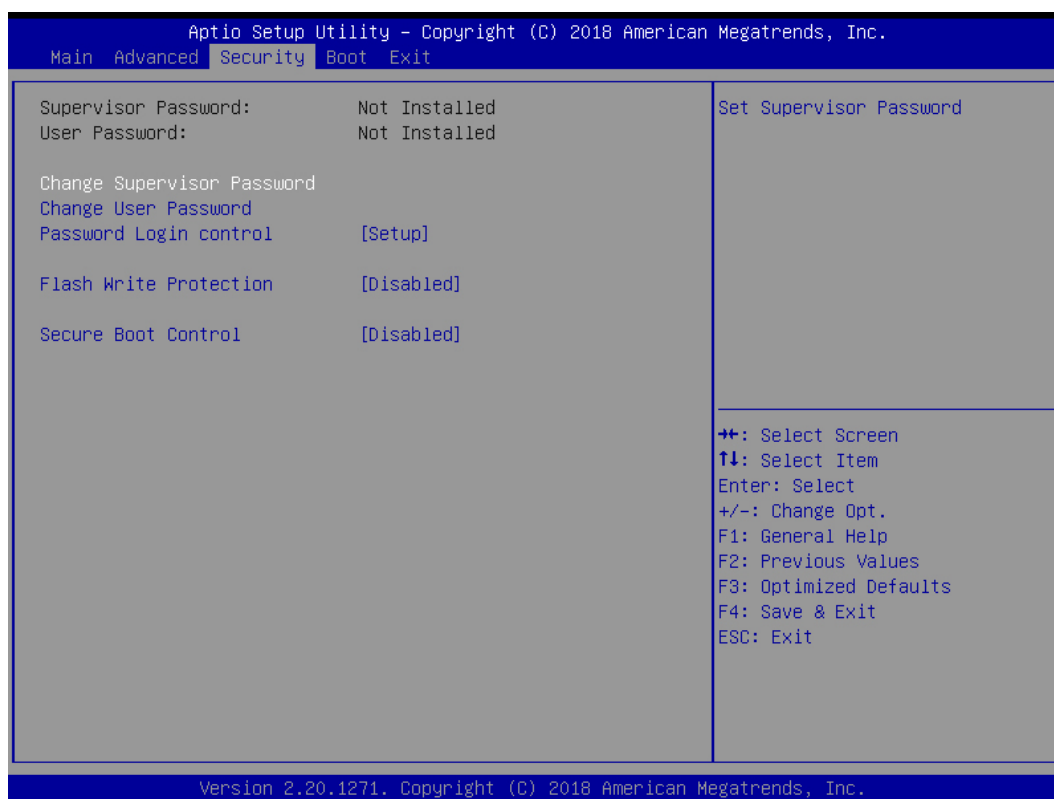 Aptio Setup Utility – Copyright (C) 2018 American Megatrends, Inc.
Main Advanced Security Boot Exit
Supervisor Password: Not Installed
User Password: Not Installed
Change Supervisor Password
Change User Password
Password Login control [Setup]
Flash Write Protection [Disabled]
Secure Boot Control [Disabled]
Set Supervisor Password
→←: Select Screen
↑↓: Select Item
Enter: Select
+/-: Change Opt.
F1: General Help
F2: Previous Values
F3: Optimized Defaults
F4: Save & Exit
ESC: Exit
Version 2.20.1271. Copyright (C) 2018 American Megatrends, Inc.